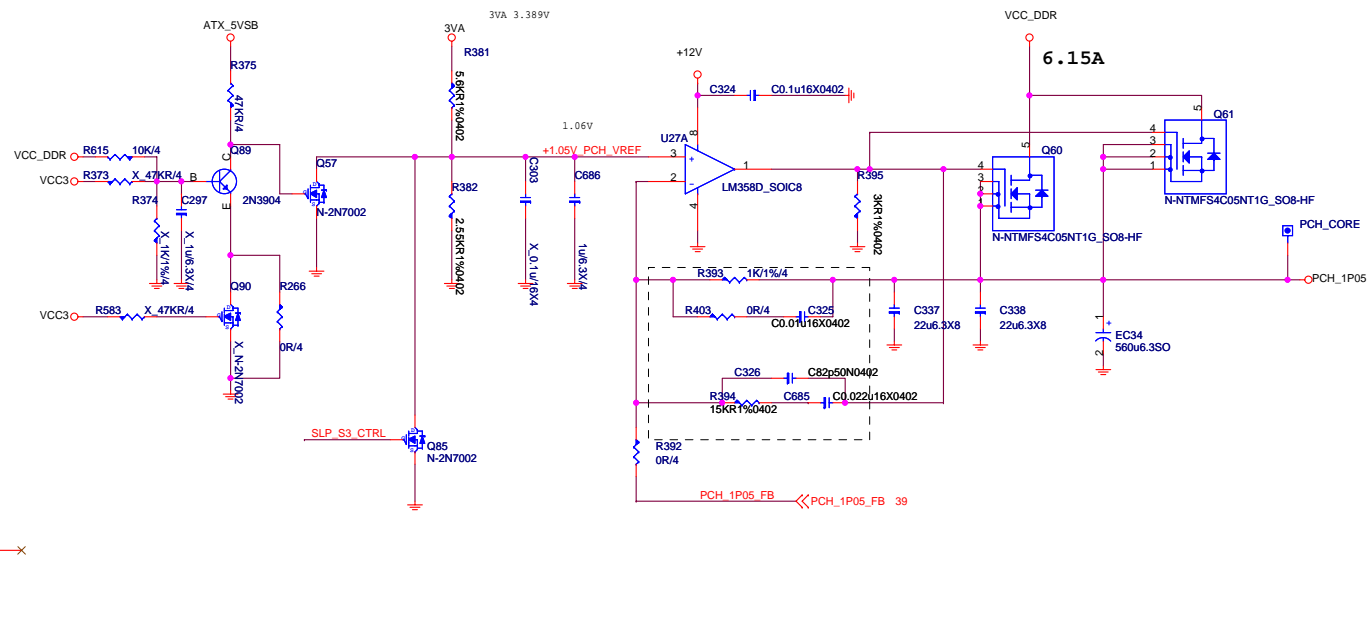 3VA 3.389V
ATX_5VSB
3VA
VCC_DDR
R381
+12V
6.15A
R375
5.6KR1%0402
C324
C0.1u16X0402
47KR/4
5
Q61
1.06V
8
4
U27A
VCC_DDR
R615
10K/4
C
Q89
+1.05V_PCH_VREF
3
+
1
5
Q60
3
2
1
VCC3
R373
X_47KR/4
B
Q57
C303
C686
2
-
LM358D_SOIC8
R395
4
3
2
1
R374
C297
E
2N3904
N-2N7002
R382
4
3KR1%0402
N-NTMFS4C05NT1G_SO8-HF
X_1K/1%/4
X_1u/6.3X/4
2.55KR1%0402
X_0.1u/16X4
1u/6.3X/4
N-NTMFS4C05NT1G_SO8-HF
PCH_CORE
R393
1K/1%/4
PCH_1P05
Q90
R266
VCC3
R583
X_47KR/4
R403
0R/4
C325
C0.01u16X0402
C337
22u6.3X8
C338
22u6.3X8
1
+
EC34
560u6.3SO
2
X_N-2N7002
0R/4
C326
C82p50N0402
R394
15KR1%0402
C685
C0.022u16X0402
SLP_S3_CTRL
Q85
N-2N7002
R392
0R/4
PCH_1P05_FB
PCH_1P05_FB 39